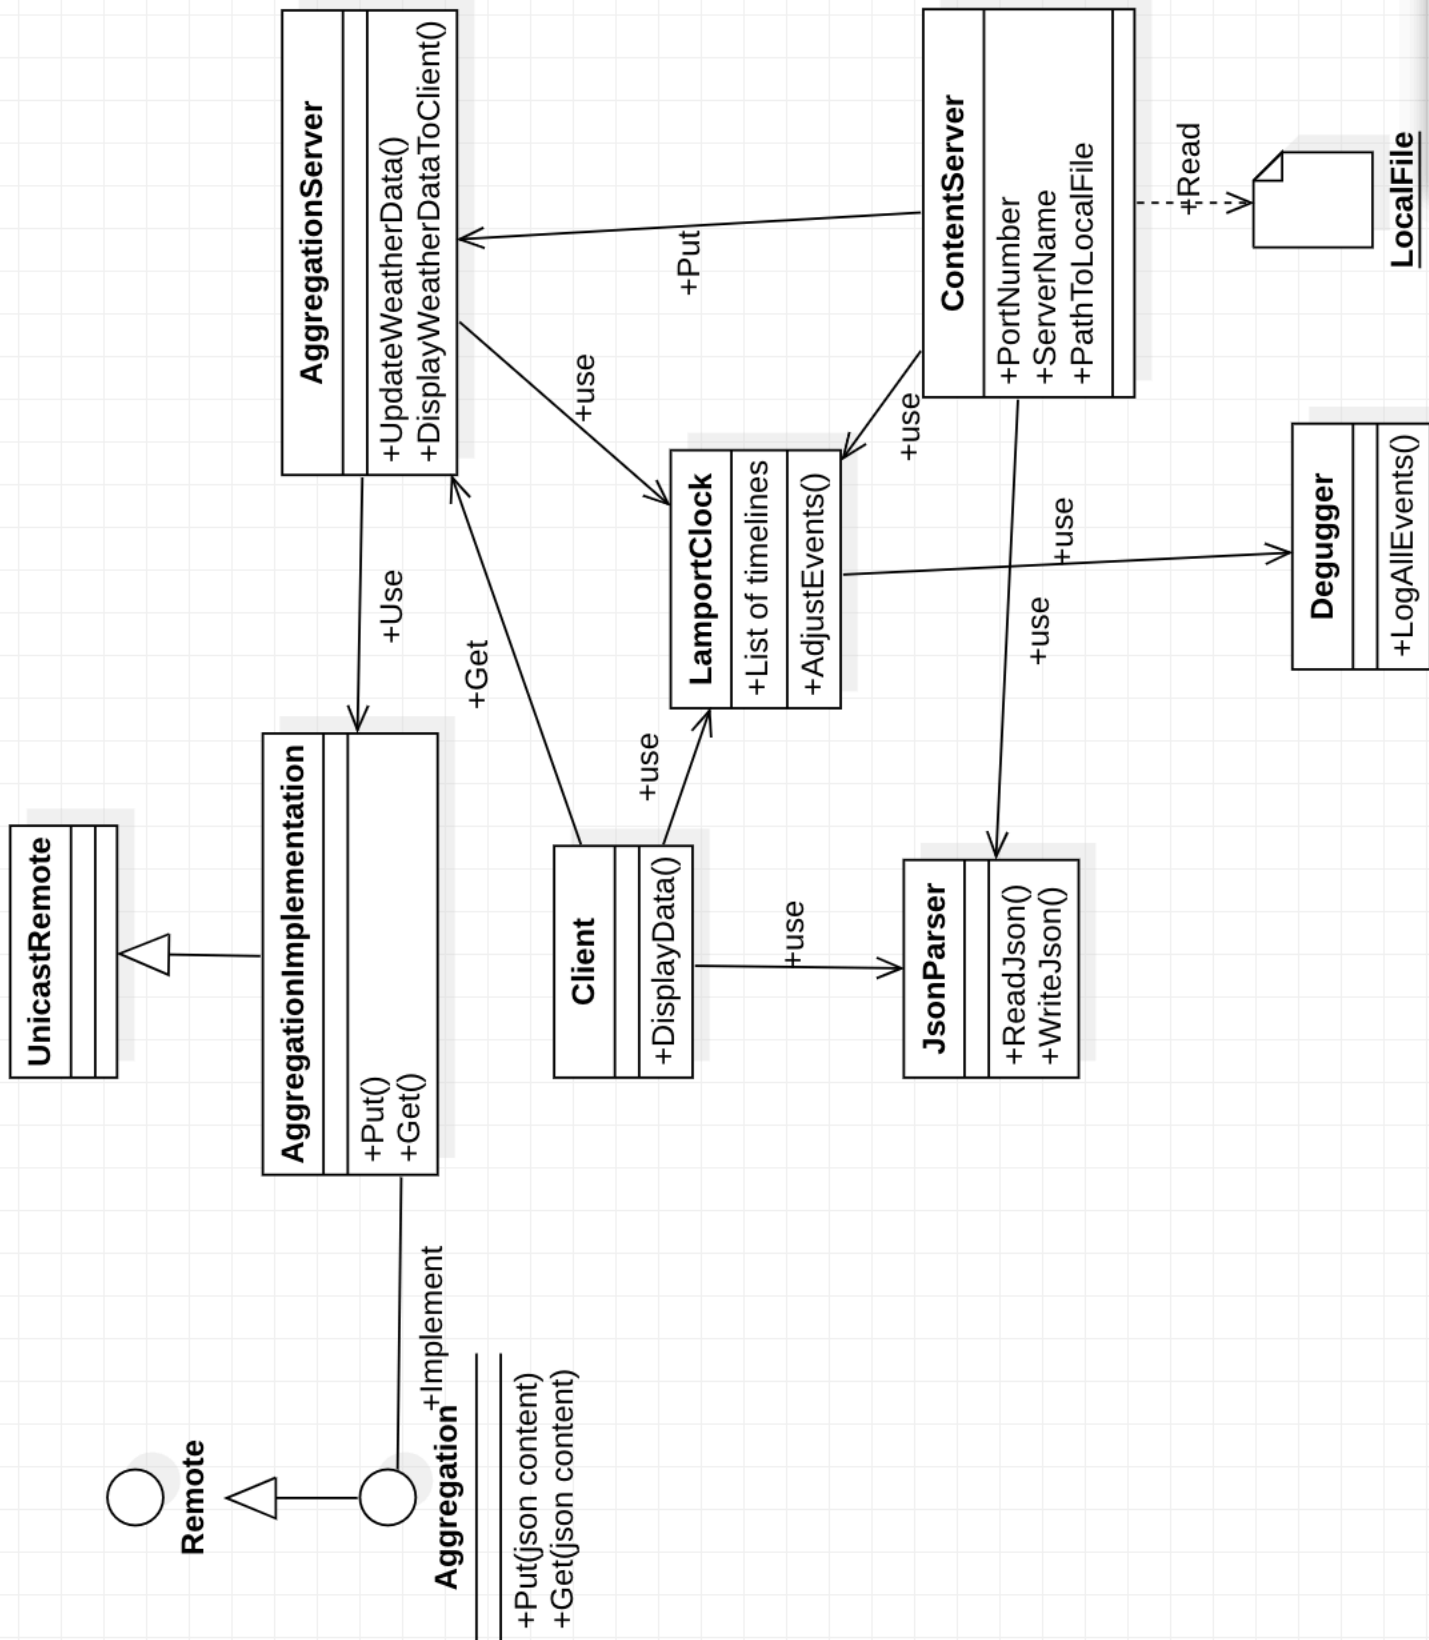 Remote
Aggregation
+Put(json content)
+Get(json content)
+Implement
UnicastRemote
AggregationImplementation
+Put()
+Get()
+Use
AggregationServer
+UpdateWeatherData()
+DisplayWeatherDataToClient()
+Get
Client
+DisplayData()
+use
+use
LamportClock
+List of timelines
+AdjustEvents()
+use
+Put
JsonParser
+ReadJson()
+WriteJson()
+use
+use
+use
ContentServer
+PortNumber
+ServerName
+PathToLocalFile
+Read
LocalFile
Degugger
+LogAllEvents()